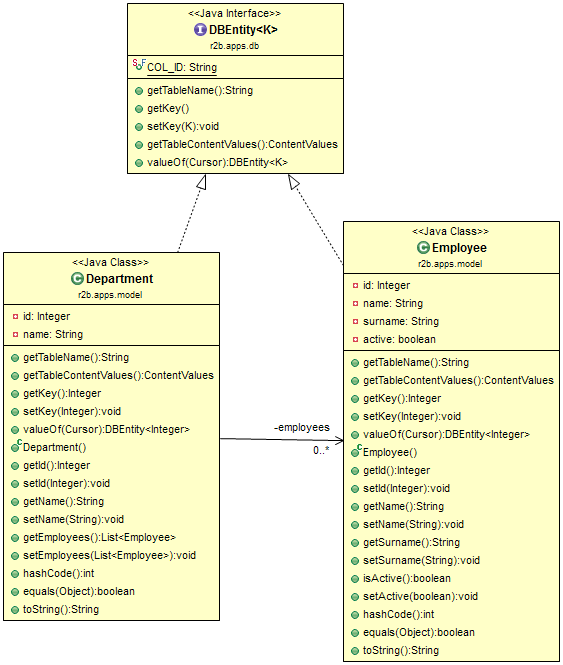 <<Java Interface>>
DBEntity<K>
r2b.apps.db
COL_ID: String
getTableName():String
getKey()
setKey(K):void
getTableContentValues():ContentValues
valueOf(Cursor):DBEntity<K>
<<Java Class>>
Department
r2b.apps.model
id: Integer
name: String
getTableName():String
getTableContentValues():ContentValues
getKey():Integer
setKey(Integer):void
valueOf(Cursor):DBEntity<Integer>
Department()
getId():Integer
setId(Integer):void
getName():String
setName(String):void
getEmployees():List<Employee>
setEmployees(List<Employee>):void
hashCode():int
equals(Object):boolean
toString():String
-employees
0..*
<<Java Class>>
Employee
r2b.apps.model
id: Integer
name: String
surname: String
active: boolean
getTableName():String
getTableContentValues():ContentValues
getKey():Integer
setKey(Integer):void
valueOf(Cursor):DBEntity<Integer>
Employee()
getId():Integer
setId(Integer):void
getName():String
setName(String):void
getSurname():String
setSurname(String):void
isActive():boolean
setActive(boolean):void
hashCode():int
equals(Object):boolean
toString():String